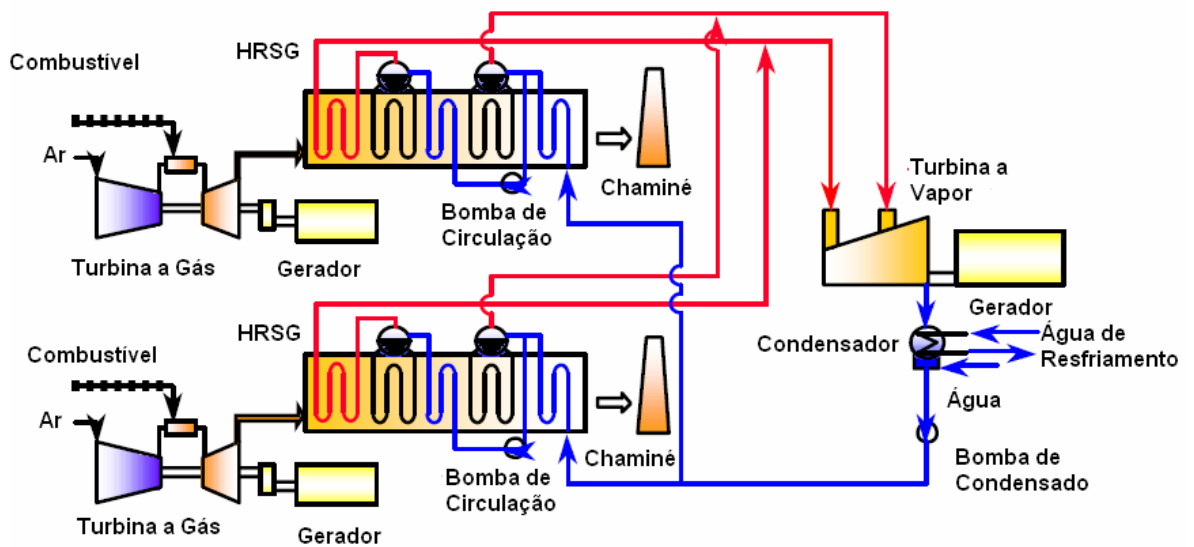 Combustível
HRSG
Ar
Turbina a Gás
Gerador
Bomba de
Circulação
Chaminé
Turbina a
Vapor
Gerador
Condensador
Água de
Resfriamento
Água
Bomba de
Condensado
HRSG
Combustível
Ar
Turbina a Gás
Gerador
Bomba de
Circulação
Chaminé